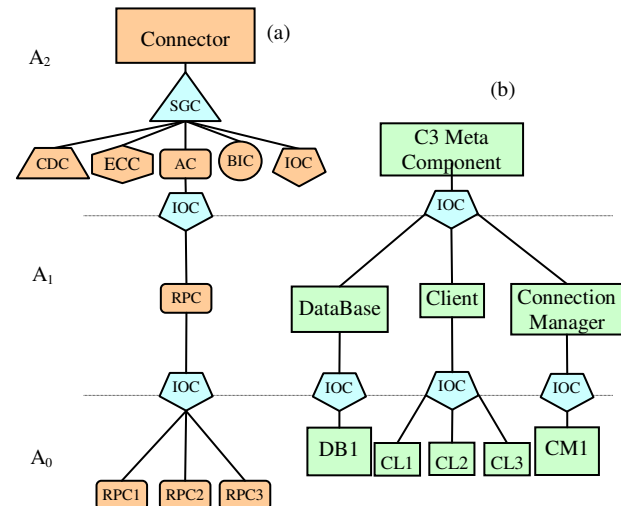 Connector
(a)
A2
SGC
(b)
C3 Meta
Component
CDC
ECC
AC
BIC
IOC
IOC
IOC
A1
RPC
DataBase
Client
Connection
Manager
IOC
IOC
IOC
IOC
A0
DB1
CL1
CL2
CL3
CM1
RPC1
RPC2
RPC3